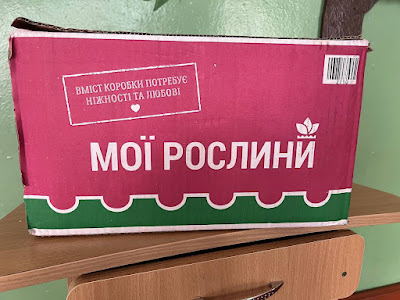 ВМІСТ КОРОБКИ ПОТРЕБУЄ
НІЖНОСТІ ТА ЛЮБОВІ
МОЇ РОСЛИНИ